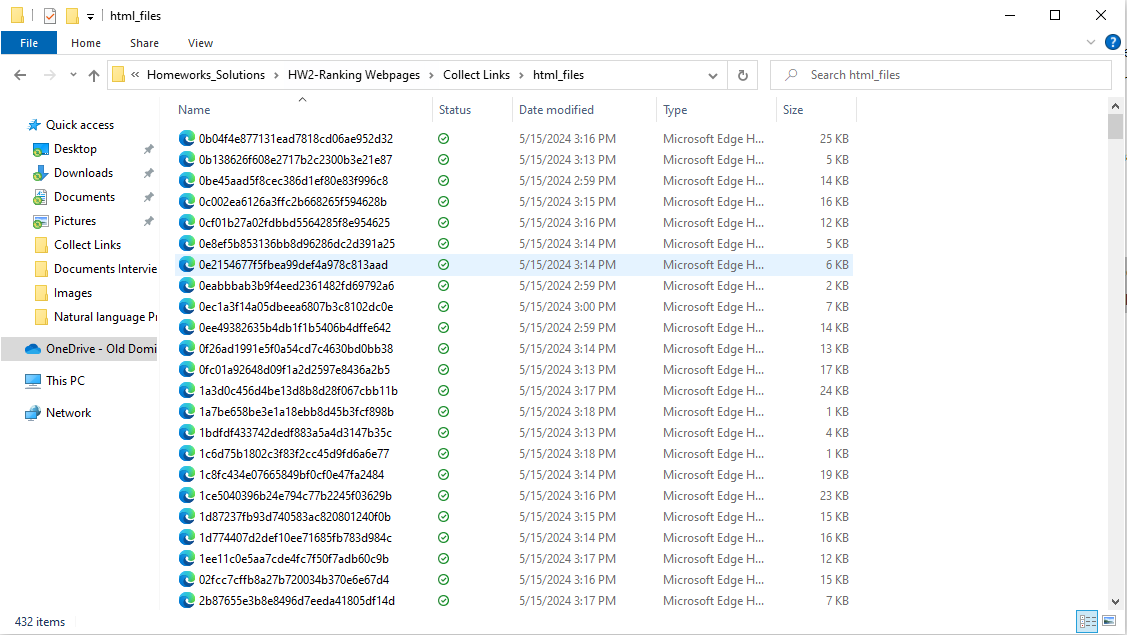 html_files
File Home Share View
« Homeworks_Solutions > HW2-Ranking Webpages > Collect Links > html_files
Search html_files
Quick access
Desktop
Downloads
Documents
Pictures
Collect Links
Documents Intervie
Images
Natural language Pr
OneDrive - Old Domi
This PC
Network
Name Status Date modified Type Size
0b04f4e877131ead7818cd06ae952d32 5/15/2024 3:16 PM Microsoft Edge H... 25 KB
0b138626f608e2717b2c2300b3e21e87 5/15/2024 3:13 PM Microsoft Edge H... 5 KB
0be45aad5f8cec386d1ef80e83f996c8 5/15/2024 2:59 PM Microsoft Edge H... 14 KB
0c002ea6126a3ffc2b668265f594628b 5/15/2024 3:15 PM Microsoft Edge H... 16 KB
0cf01b27a02fdbbd5564285f8e954625 5/15/2024 3:16 PM Microsoft Edge H... 12 KB
0e8ef5b853136bb8d96286dc2d391a25 5/15/2024 3:14 PM Microsoft Edge H... 5 KB
0e2154677f5fbea99def4a978c813aad 5/15/2024 3:14 PM Microsoft Edge H... 6 KB
0eabbbab3b9f4eed2361482fd69792a6 5/15/2024 2:59 PM Microsoft Edge H... 2 KB
0ec1a3f14a05dbeea6807b3c8102dc0e 5/15/2024 3:00 PM Microsoft Edge H... 7 KB
0ee49382635b4db1f1b5406b4dffe642 5/15/2024 2:59 PM Microsoft Edge H... 14 KB
0f26ad1991e5f0a54cd7c4630bd0bb38 5/15/2024 3:14 PM Microsoft Edge H... 13 KB
0fc01a92648d09f1a2d2597e8436a2b5 5/15/2024 3:13 PM Microsoft Edge H... 17 KB
1a3d0c456d4be13d8b8d28f067cbb11b 5/15/2024 3:17 PM Microsoft Edge H... 24 KB
1a7be658be3e1a18ebb8d45b3fcf898b 5/15/2024 3:18 PM Microsoft Edge H... 1 KB
1bdfdf433742dedf883a5a4d3147b35c 5/15/2024 3:13 PM Microsoft Edge H... 4 KB
1c6d75b1802c3f83f2cc45d9fd6a6e77 5/15/2024 3:18 PM Microsoft Edge H... 1 KB
1c8fc434e07665849bf0cf0e47fa2484 5/15/2024 3:14 PM Microsoft Edge H... 19 KB
1ce5040396b24e794c77b2245f03629b 5/15/2024 3:16 PM Microsoft Edge H... 23 KB
1d87237fb93d740583ac820801240f0b 5/15/2024 3:15 PM Microsoft Edge H... 15 KB
1d774407d2def10ee71685fb783d984c 5/15/2024 3:14 PM Microsoft Edge H... 16 KB
1ee11c0e5aa7cde4fc7f50f7adb60c9b 5/15/2024 3:17 PM Microsoft Edge H... 12 KB
02fcc7cffb8a27b720034b370e6e67d4 5/15/2024 3:16 PM Microsoft Edge H... 15 KB
2b87655e3b8e8496d7eeda41805df14d 5/15/2024 3:17 PM Microsoft Edge H... 7 KB
432 items